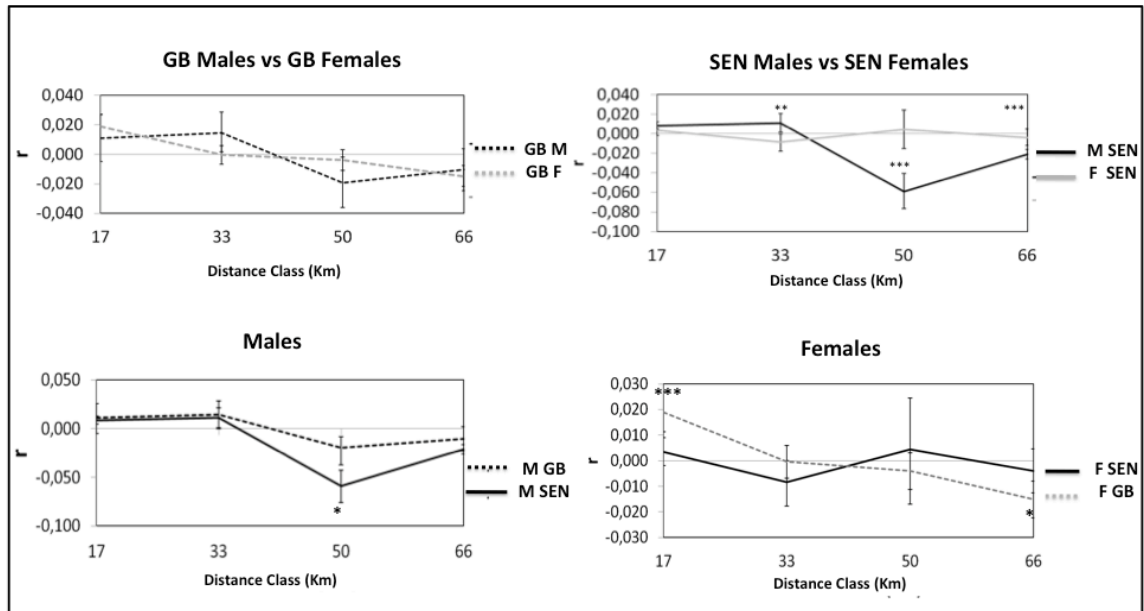 GB Males vs GB Females
0,040
0,020
0,000
-0,020
-0,040
r
17 33 50 66
Distance Class (Km)
GB M
GB F
SEN Males vs SEN Females
0,040
0,020
0,000
-0,020
-0,040
-0,060
-0,080
-0,100
r
** *** ***
17 33 50 66
Distance Class (Km)
M SEN
F SEN
Males
0,050
0,000
-0,050
-0,100
r
*
17 33 50 66
Distance Class (Km)
M GB
M SEN
Females
0,030
0,020
0,010
0,000
-0,010
-0,020
-0,030
r
***
*
17 33 50 66
Distance Class (Km)
F SEN
F GB